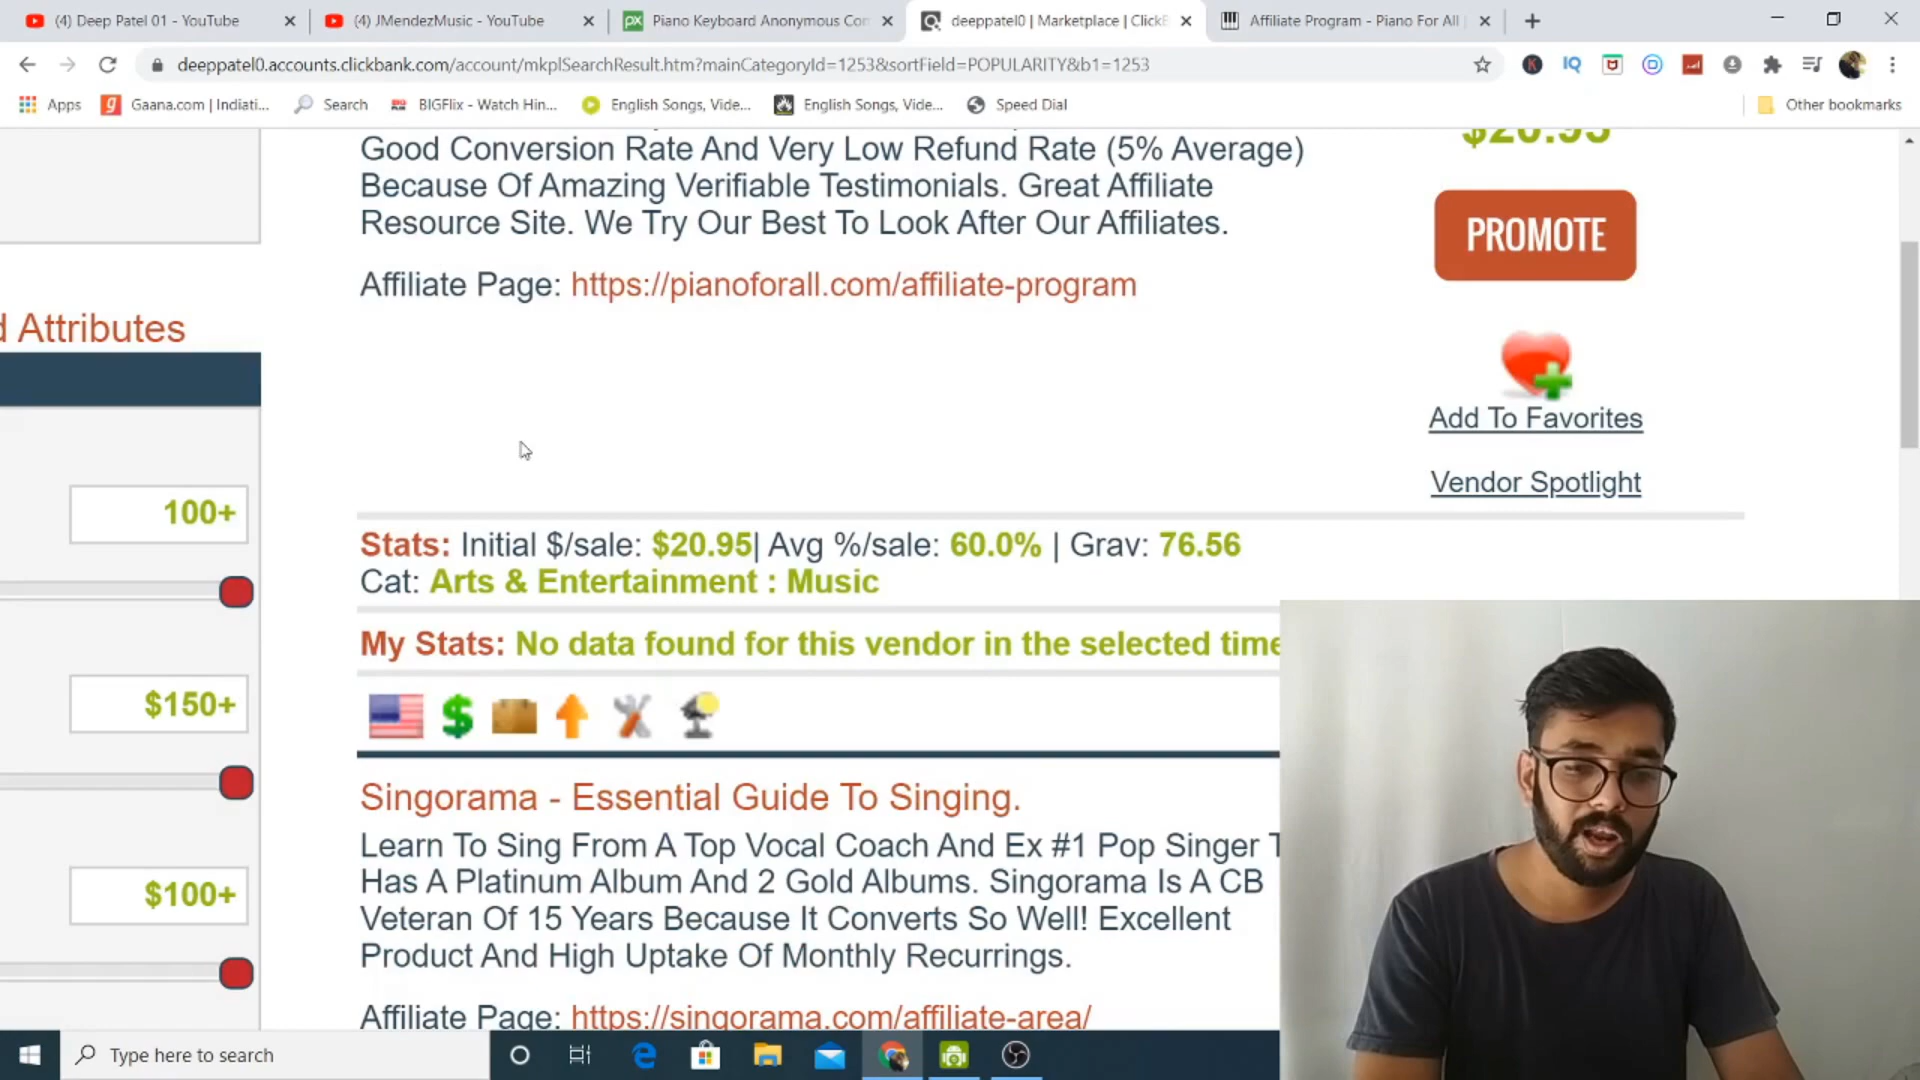 (4) Deep Patel 01 - YouTube
(4) JMendezMusic - YouTube
Piano Keyboard Anonymous Con
deeppatel0 | Marketplace | ClickB
Affiliate Program - Piano For All
deeppatel0.accounts.clickbank.com/account/mkplSearchResult.htm?mainCategoryId=1253&sortField=POPULARITY&b1=1253
Apps
Gaana.com | Indiati...
Search
BIGFlix - Watch Hin...
English Songs, Vide...
English Songs, Vide...
Speed Dial
Other bookmarks
$20.95
Good Conversion Rate And Very Low Refund Rate (5% Average)
Because Of Amazing Verifiable Testimonials. Great Affiliate
Resource Site. We Try Our Best To Look After Our Affiliates.
PROMOTE
Affiliate Page: https://pianoforall.com/affiliate-program
d Attributes
Add To Favorites
Vendor Spotlight
100+
$150+
$100+
Stats: Initial $/sale: $20.95| Avg %/sale: 60.0% | Grav: 76.56
Cat: Arts & Entertainment : Music
My Stats: No data found for this vendor in the selected time
Singorama - Essential Guide To Singing.
Learn To Sing From A Top Vocal Coach And Ex #1 Pop Singer T
Has A Platinum Album And 2 Gold Albums. Singorama Is A CB
Veteran Of 15 Years Because It Converts So Well! Excellent
Product And High Uptake Of Monthly Recurrings.
Affiliate Page: https://singorama.com/affiliate-area/
Type here to search